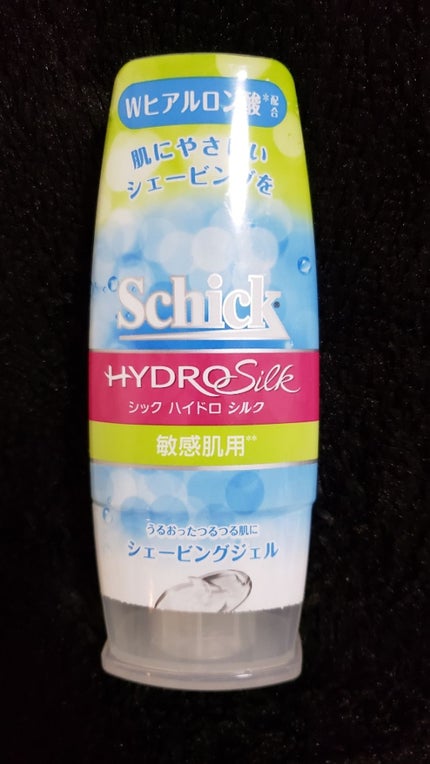 Wヒアルロン酸*配合
肌にやさしい
シェービングを
Schick®
HYDRO Silk
シック ハイドロ シルク
敏感肌用**
うるおったつるつる肌に
シェービングジェル